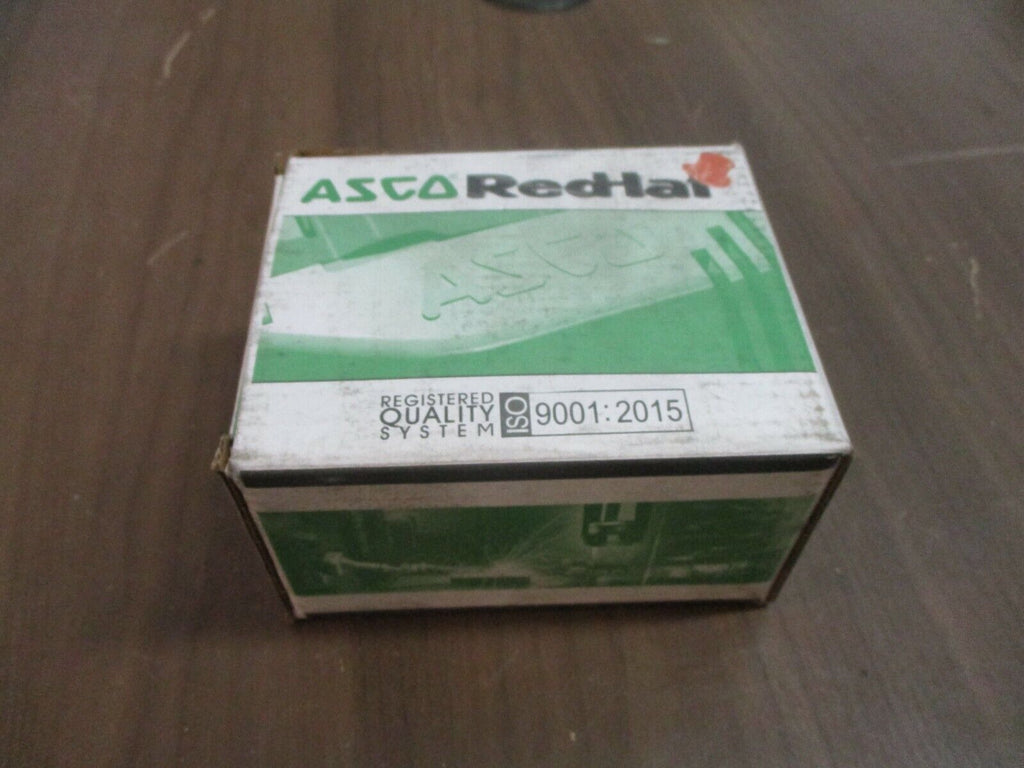 ASCO RedHat
ASCO
REGISTERED
QUALITY
SYSTEM
ISO 9001:2015